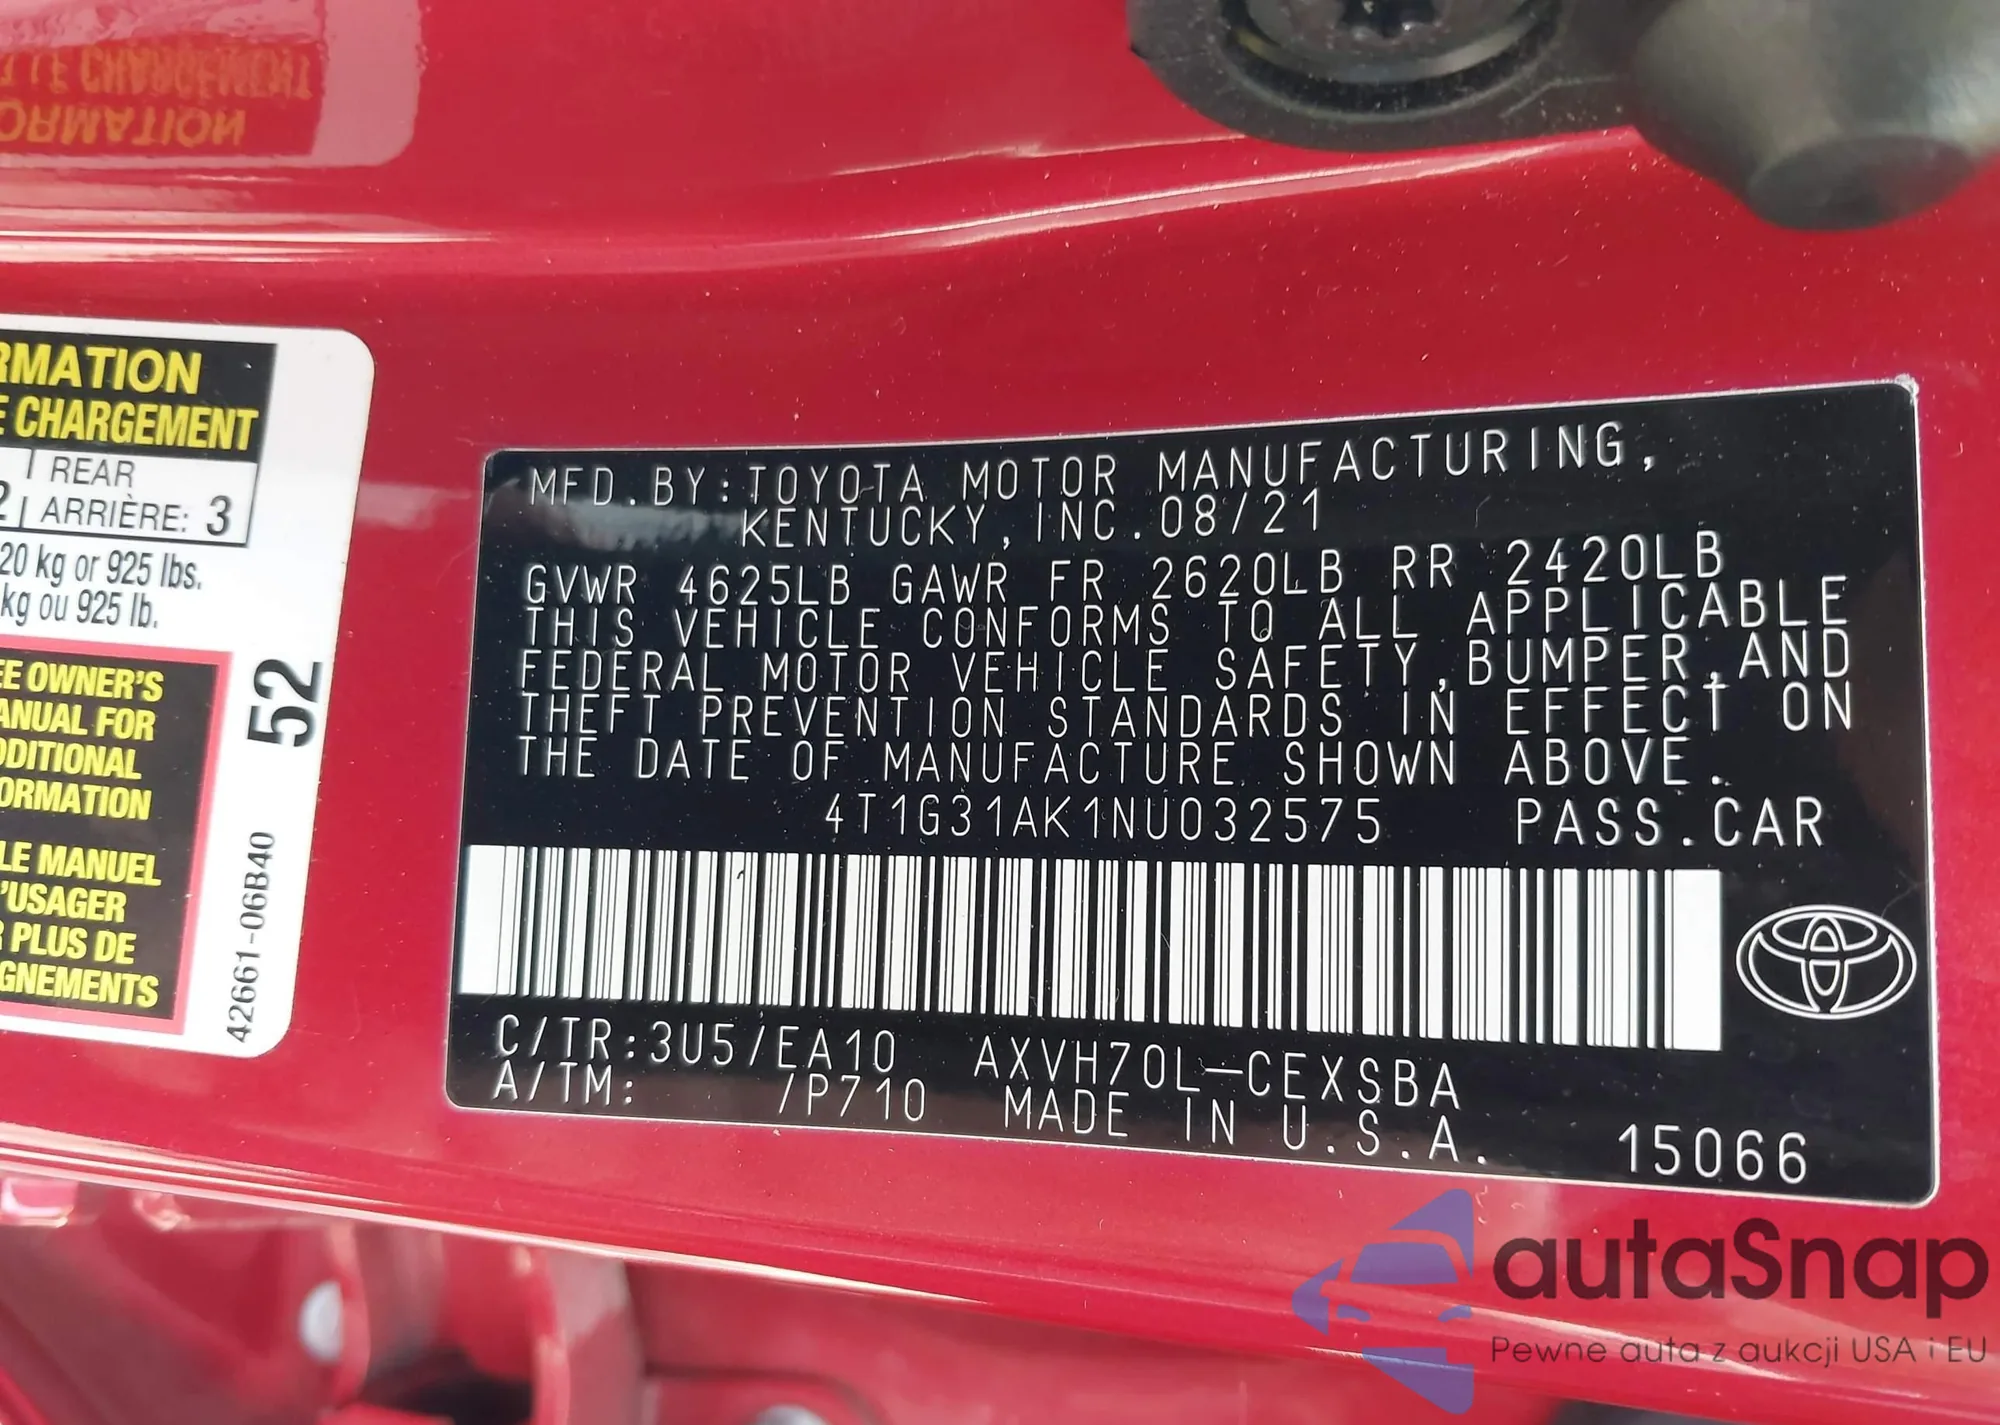 T LE CHARGEMENT
ORMATION
RMATION
E CHARGEMENT
REAR
2 ARRIÈRE: 3
20 kg or 925 lbs.
kg ou 925 lb.
EE OWNER'S
ANUAL FOR
DDITIONAL
ORMATION
LE MANUEL
'USAGER
R PLUS DE
GNEMENTS
52
42661-06B40
MFD.BY:TOYOTA MOTOR MANUFACTURING,
KENTUCKY,INC.08/21
GVWR 4625LB GAWR FR 2620LB RR 2420LB
THIS VEHICLE CONFORMS TO ALL APPLICABLE
FEDERAL MOTOR VEHICLE SAFETY,BUMPER,AND
THEFT PREVENTION STANDARDS IN EFFECT ON
THE DATE OF MANUFACTURE SHOWN ABOVE.
4T1G31AK1NU032575 PASS.CAR
C/TR:3U5/EA10 AXVH70L-CEXSBA
A/TM: /P710 MADE IN U.S.A. 15066
autaSnap
Pewne auta z aukcji USA i EU